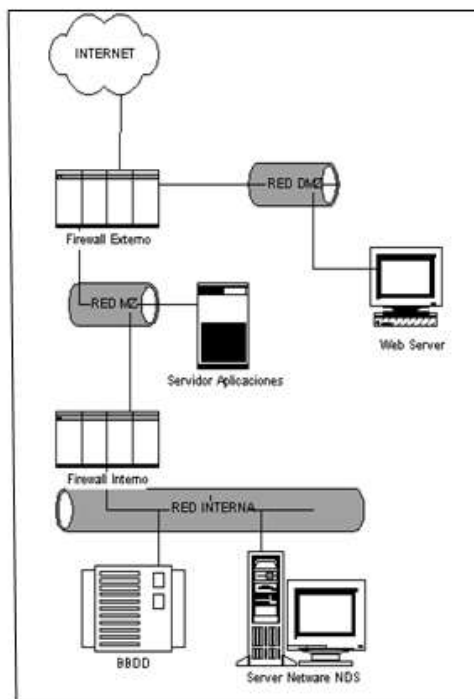 INTERNET
RED DMZ
Firewall Externo
Web Server
RED MZ
Servidor Aplicaciones
Firewall Interno
RED INTERNA
BBDD
Server Netware NDS